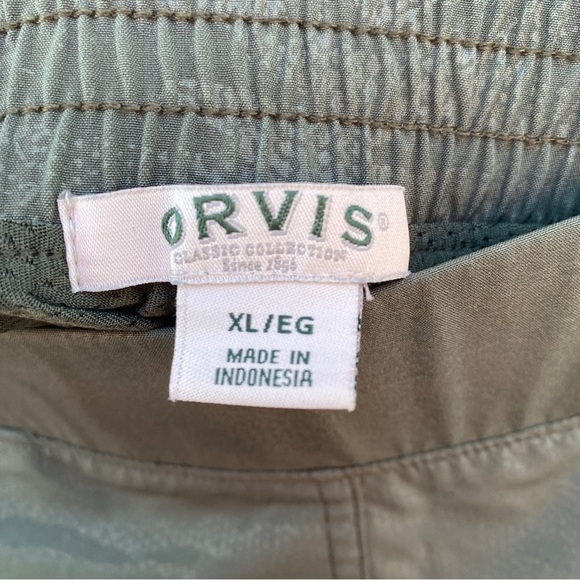 ORVIS®
CLASSIC COLLECTION
Since 1856
XL/EG
MADE IN
INDONESIA